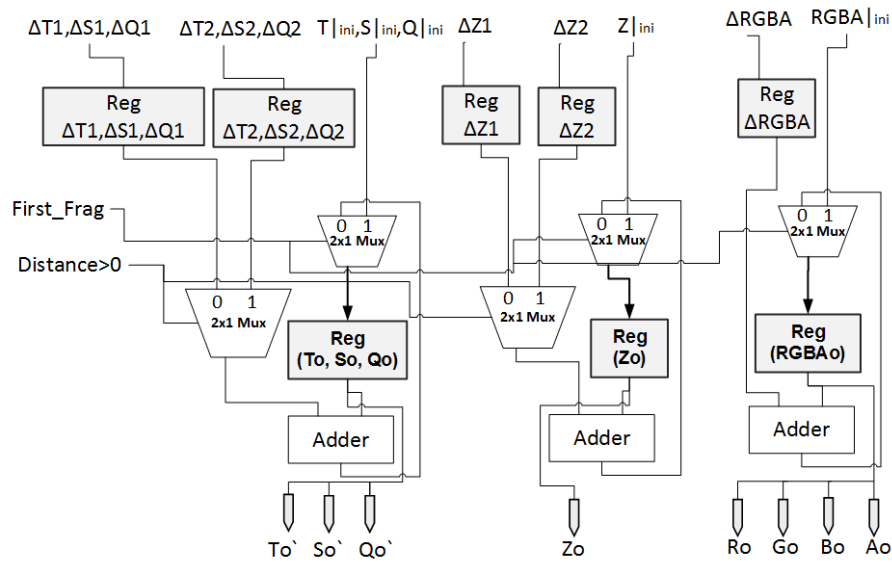 ΔT1,ΔS1,ΔQ1 ΔT2,ΔS2,ΔQ2 T|ini,S|ini,Q|ini ΔZ1 ΔZ2 Z|ini ΔRGBA RGBA|ini
Reg
ΔT1,ΔS1,ΔQ1
Reg
ΔT2,ΔS2,ΔQ2
Reg
ΔZ1
Reg
ΔZ2
Reg
ΔRGBA
First_Frag
0 1
2x1 Mux
0 1
2x1 Mux
0 1
2x1 Mux
Distance>0
0 1
2x1 Mux
0 1
2x1 Mux
Reg
(To, So, Qo)
Reg
(Zo)
Reg
(RGBAo)
Adder
Adder
Adder
To` So` Qo` Zo Ro Go Bo Ao